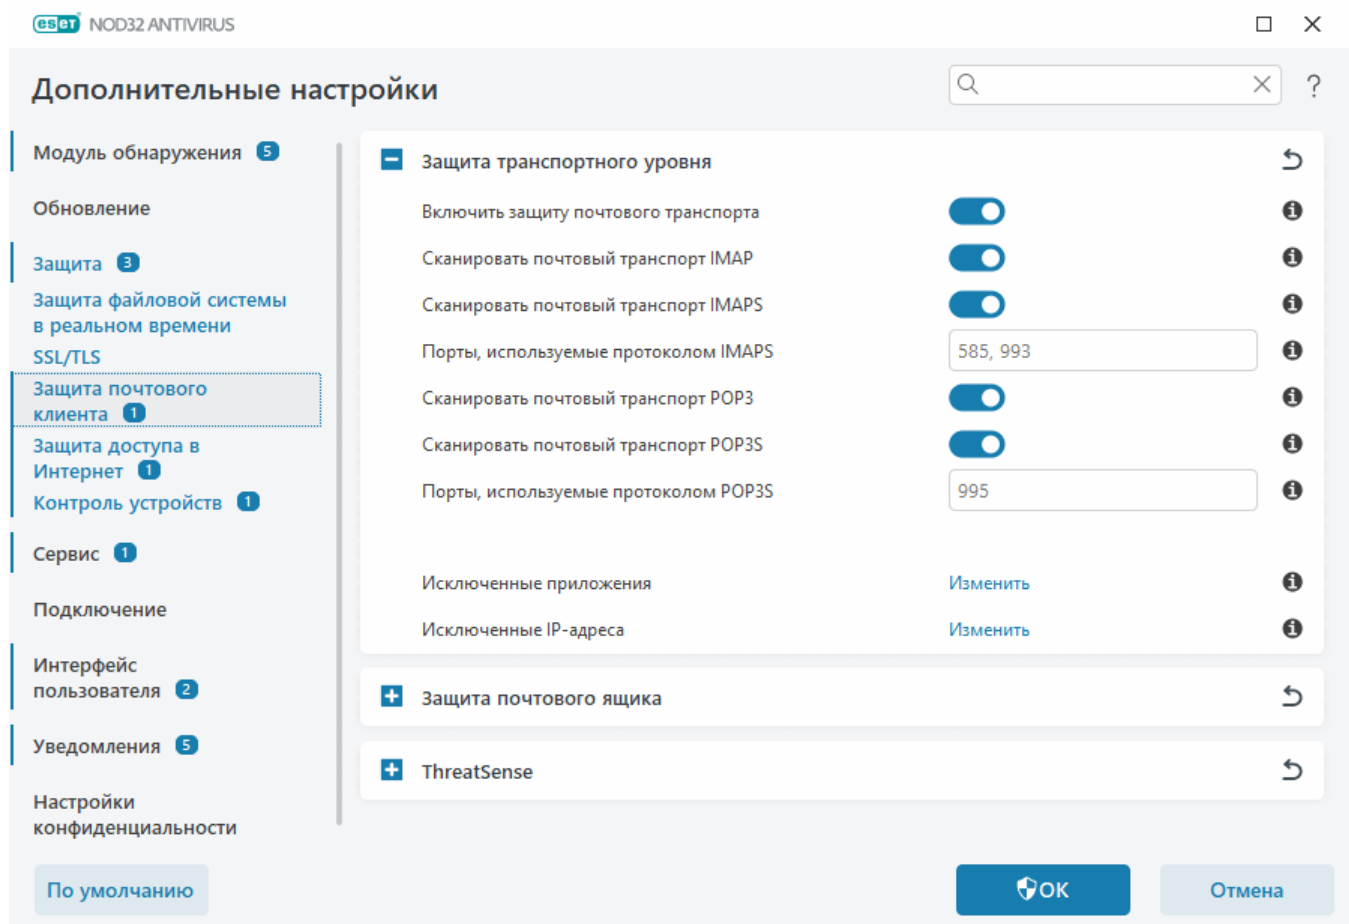 eset NOD32 ANTIVIRUS
Дополнительные настройки
?
Модуль обнаружения 5
Обновление
Защита 3
Защита файловой системы
в реальном времени
SSL/TLS
Защита почтового
клиента 1
Защита доступа в
Интернет 1
Контроль устройств 1
Сервис 1
Подключение
Интерфейс
пользователя 2
Уведомления 5
Настройки
конфиденциальности
По умолчанию
Защита транспортного уровня
Включить защиту почтового транспорта
Сканировать почтовый транспорт IMAP
Сканировать почтовый транспорт IMAPS
Порты, используемые протоколом IMAPS 585, 993
Сканировать почтовый транспорт POP3
Сканировать почтовый транспорт POP3S
Порты, используемые протоколом POP3S 995
Исключенные приложения Изменить
Исключенные IP-адреса Изменить
Защита почтового ящика
ThreatSense
ОК
Отмена